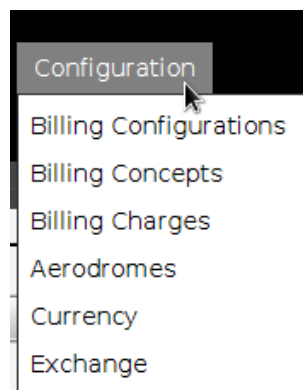 Configuration
Billing Configurations
Billing Concepts
Billing Charges
Aerodromes
Currency
Exchange